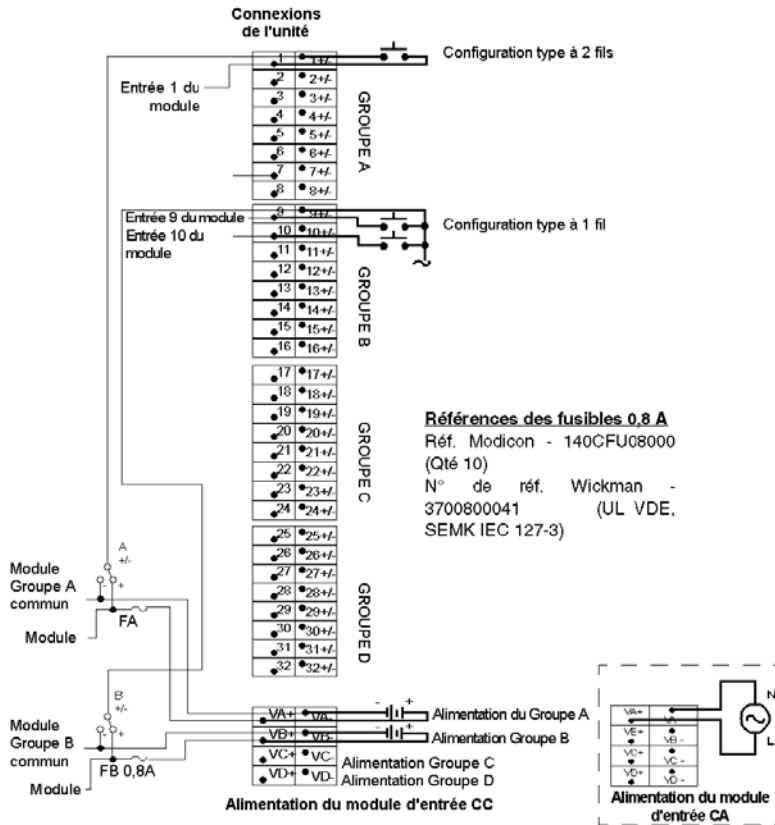 Connexions
de l'unité
1 1+/-
2 2+/-
3 3+/-
4 4+/-
5 5+/-
6 6+/-
7 7+/-
8 8+/-
GROUPE A
Configuration type à 2 fils
Entrée 1 du
module
9 9+/-
10 10+/-
11 11+/-
12 12+/-
13 13+/-
14 14+/-
15 15+/-
16 16+/-
GROUPE B
Entrée 9 du module
Entrée 10 du
module
Configuration type à 1 fil
17 17+/-
18 18+/-
19 19+/-
20 20+/-
21 21+/-
22 22+/-
23 23+/-
24 24+/-
GROUPE C
Références des fusibles 0,8 A
Réf. Modicon - 140CFU08000
(Qté 10)
N° de réf. Wickman -
3700800041 (UL VDE,
SEMK IEC 127-3)
25 25+/-
26 26+/-
27 27+/-
28 28+/-
29 29+/-
30 30+/-
31 31+/-
32 32+/-
GROUPE D
A
+/-
Module
Groupe A
commun
- +
FA
Module
B
+/-
Module
Groupe B
commun
- +
FB 0,8A
Module
VA+ VA-
VB+ VB-
VC+ VC-
VD+ VD-
- +
Alimentation du Groupe A
- +
Alimentation Groupe B
Alimentation Groupe C
Alimentation Groupe D
Alimentation du module d'entrée CC
N
L
VA+ VA
VB -
VC+ VC -
VD+ VD -
Alimentation du module
d'entrée CA